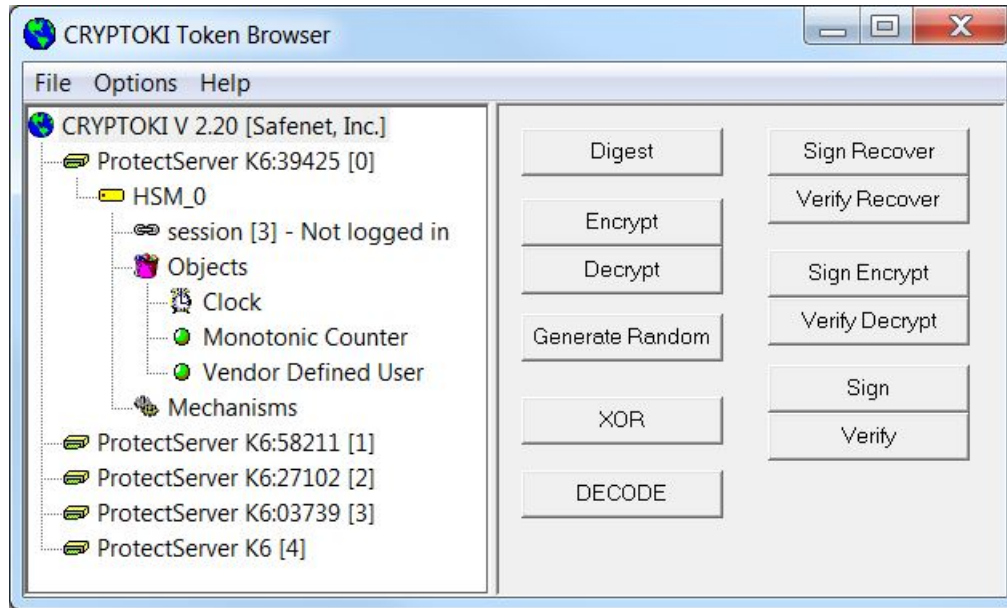 CRYPTOKI Token Browser
File Options Help
CRYPTOKI V 2.20 [Safenet, Inc.]
ProtectServer K6:39425 [0]
HSM_0
session [3] - Not logged in
Objects
Clock
Monotonic Counter
Vendor Defined User
Mechanisms
ProtectServer K6:58211 [1]
ProtectServer K6:27102 [2]
ProtectServer K6:03739 [3]
ProtectServer K6 [4]
Digest
Encrypt
Decrypt
Generate Random
XOR
DECODE
Sign Recover
Verify Recover
Sign Encrypt
Verify Decrypt
Sign
Verify